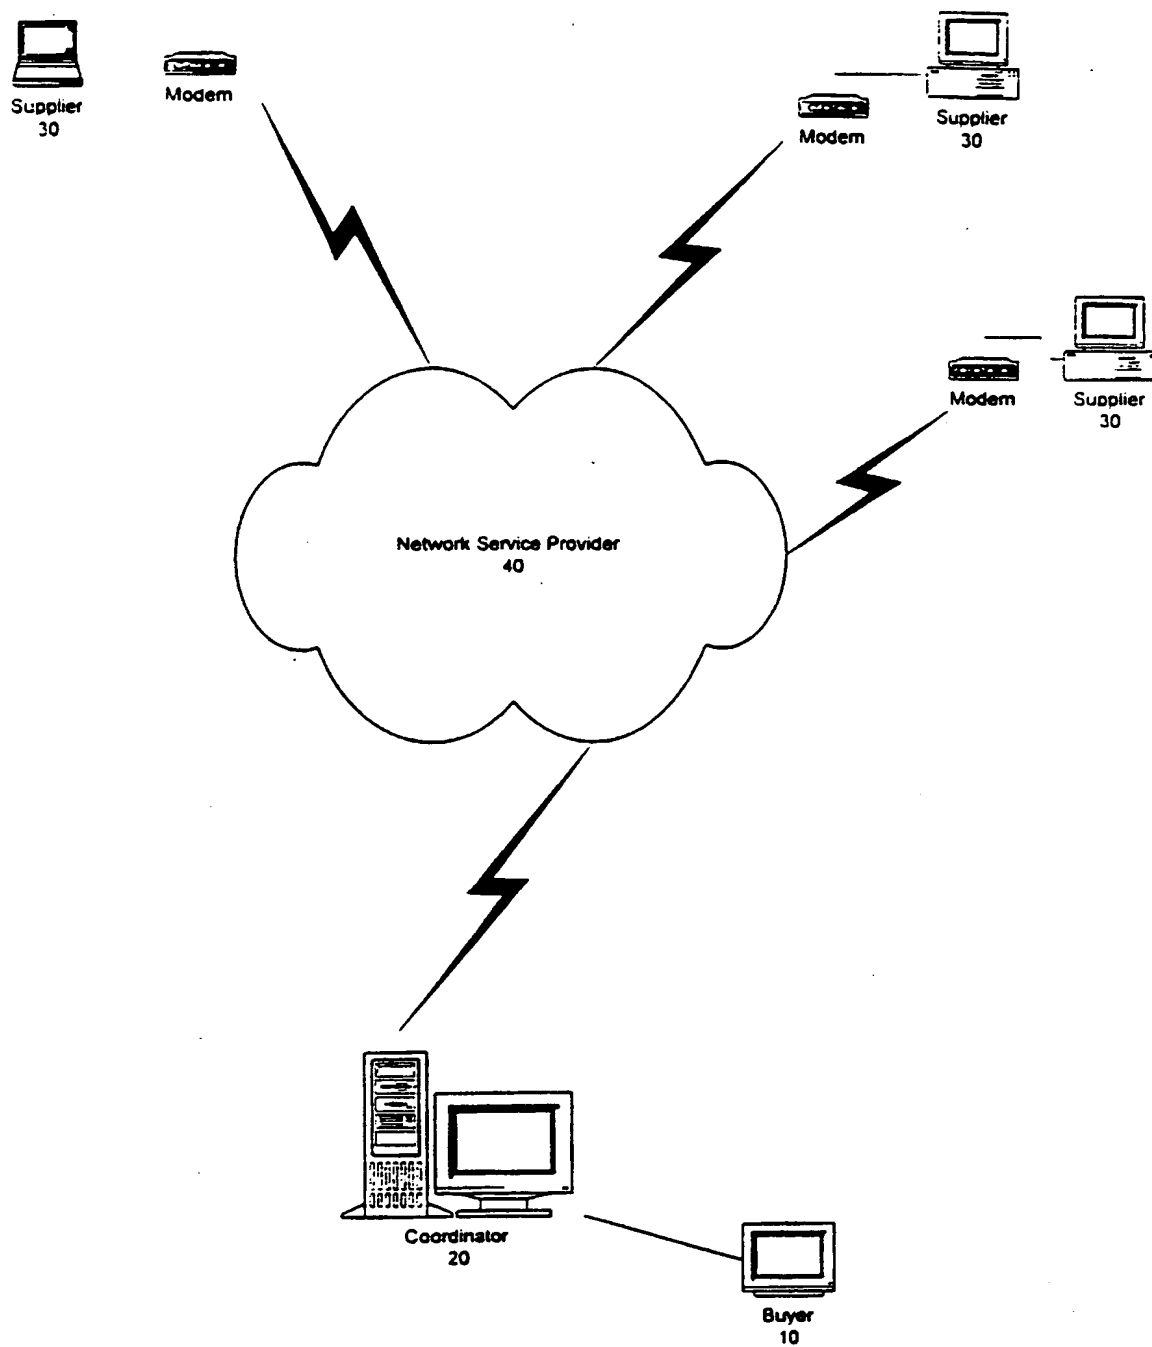 Supplier
30
Modem
Modem
Supplier
30
Modem
Supplier
30
Network Service Provider
40
Coordinator
20
Buyer
10